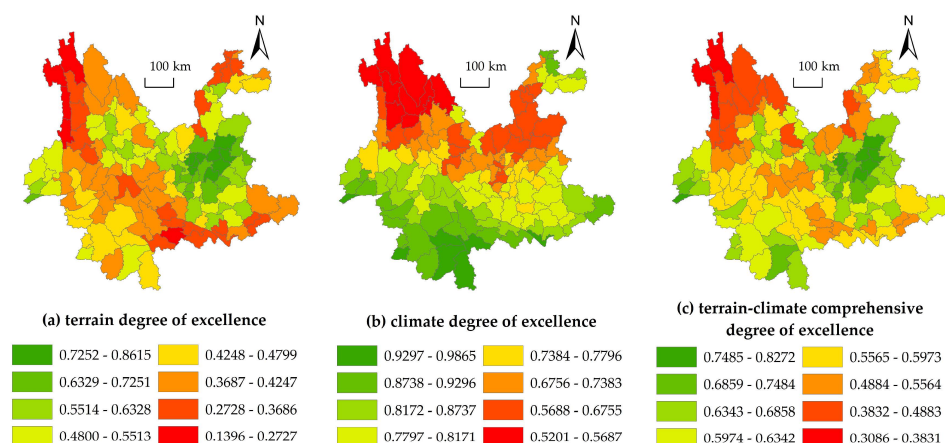 N
100 km
(a) terrain degree of excellence
0.7252 - 0.8615
0.6329 - 0.7251
0.5514 - 0.6328
0.4800 - 0.5513
0.4248 - 0.4799
0.3687 - 0.4247
0.2728 - 0.3686
0.1396 - 0.2727
N
100 km
(b) climate degree of excellence
0.9297 - 0.9865
0.8738 - 0.9296
0.8172 - 0.8737
0.7797 - 0.8171
0.7384 - 0.7796
0.6756 - 0.7383
0.5688 - 0.6755
0.5201 - 0.5687
N
100 km
(c) terrain-climate comprehensive
degree of excellence
0.7485 - 0.8272
0.6859 - 0.7484
0.6343 - 0.6858
0.5974 - 0.6342
0.5565 - 0.5973
0.4884 - 0.5564
0.3832 - 0.4883
0.3086 - 0.3831